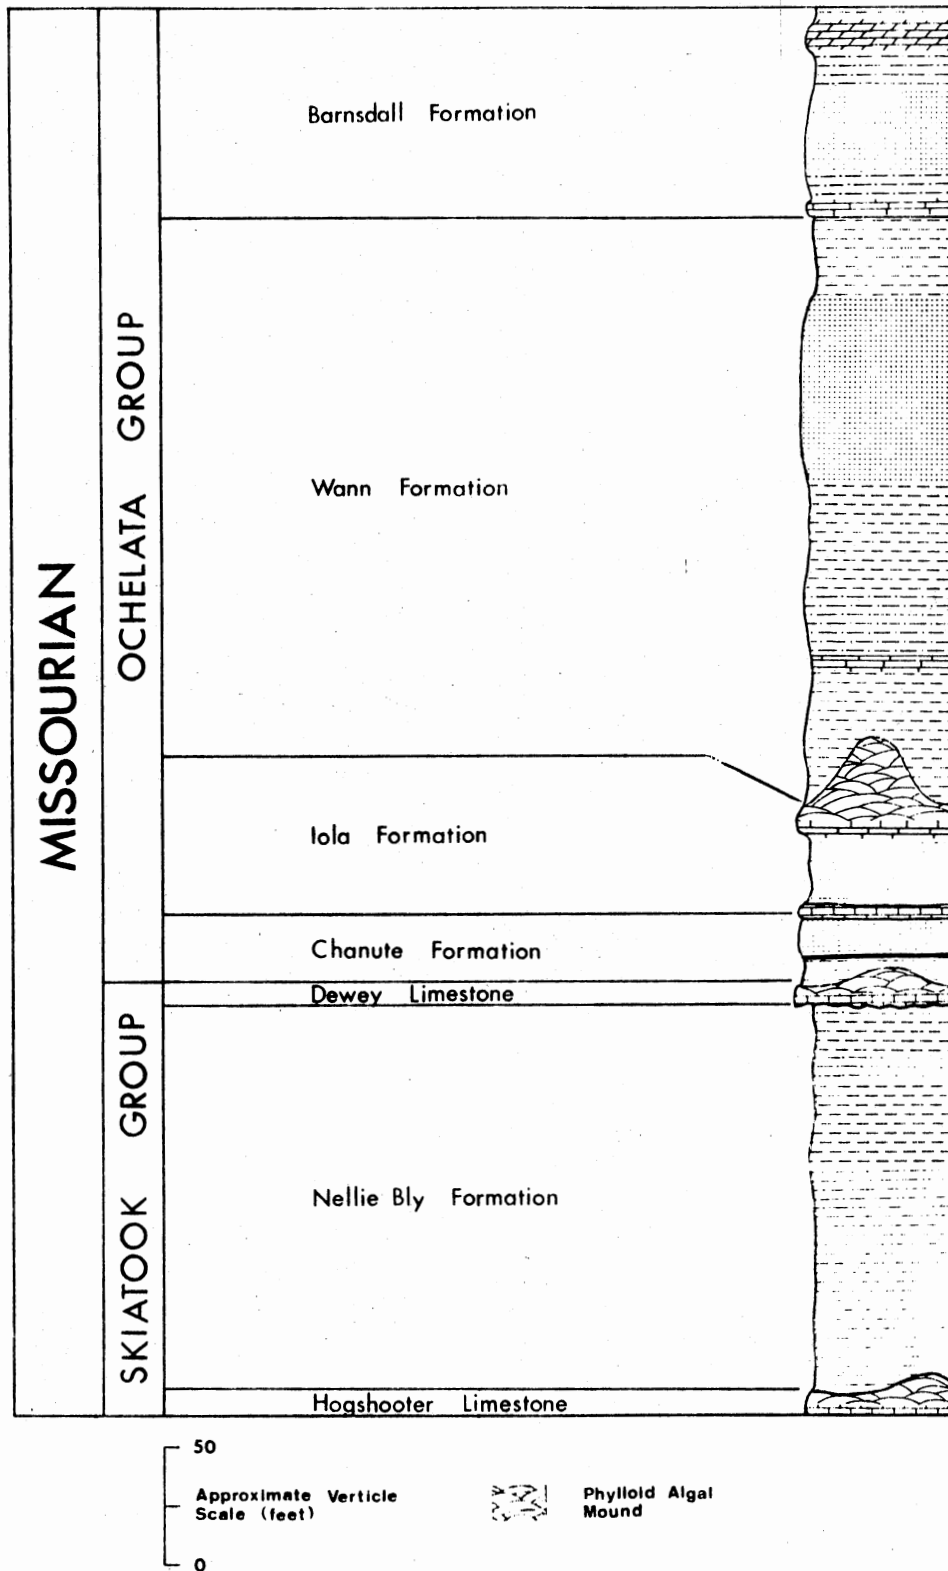 MISSOURIAN
OCHELATA GROUP
SKIATOOK GROUP
Barnsdall Formation
Wann Formation
Iola Formation
Chanute Formation
Dewey Limestone
Nellie Bly Formation
Hogshooter Limestone
50
Approximate Verticle
Scale (feet)
0
Phylloid Algal
Mound